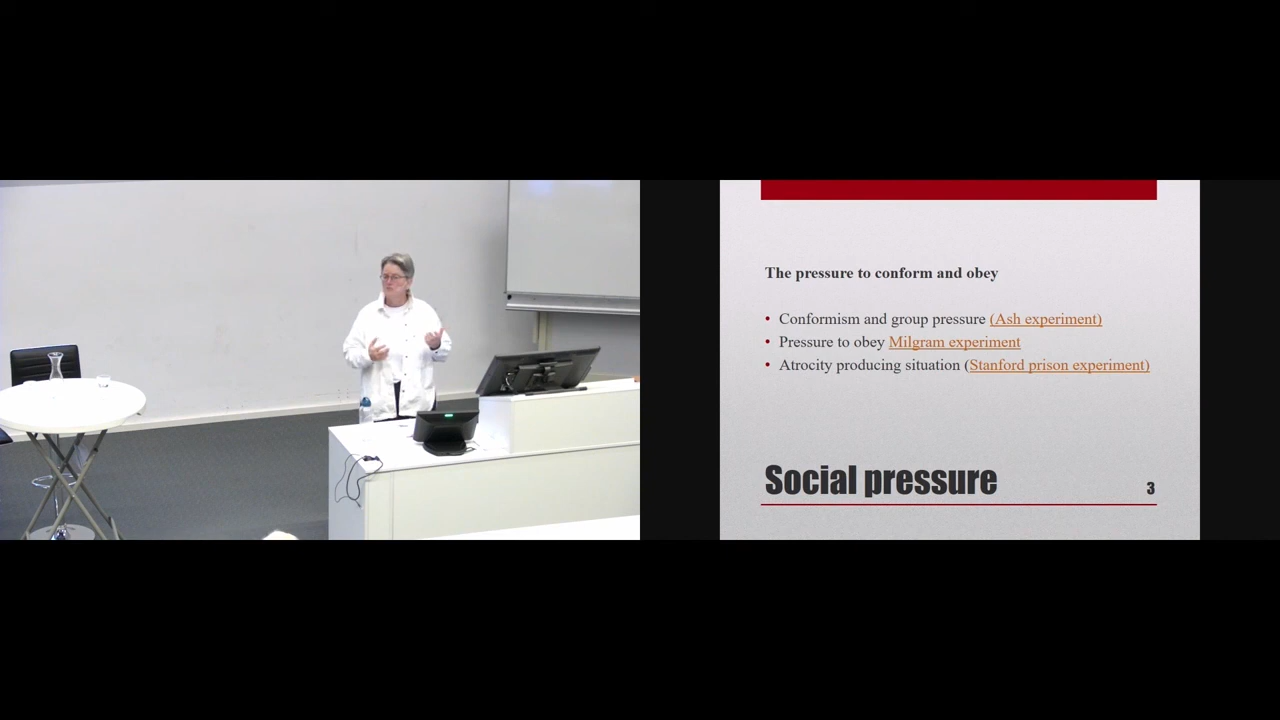 The pressure to conform and obey
• Conformism and group pressure (Ash experiment)
• Pressure to obey Milgram experiment
• Atrocity producing situation (Stanford prison experiment)
Social pressure
3